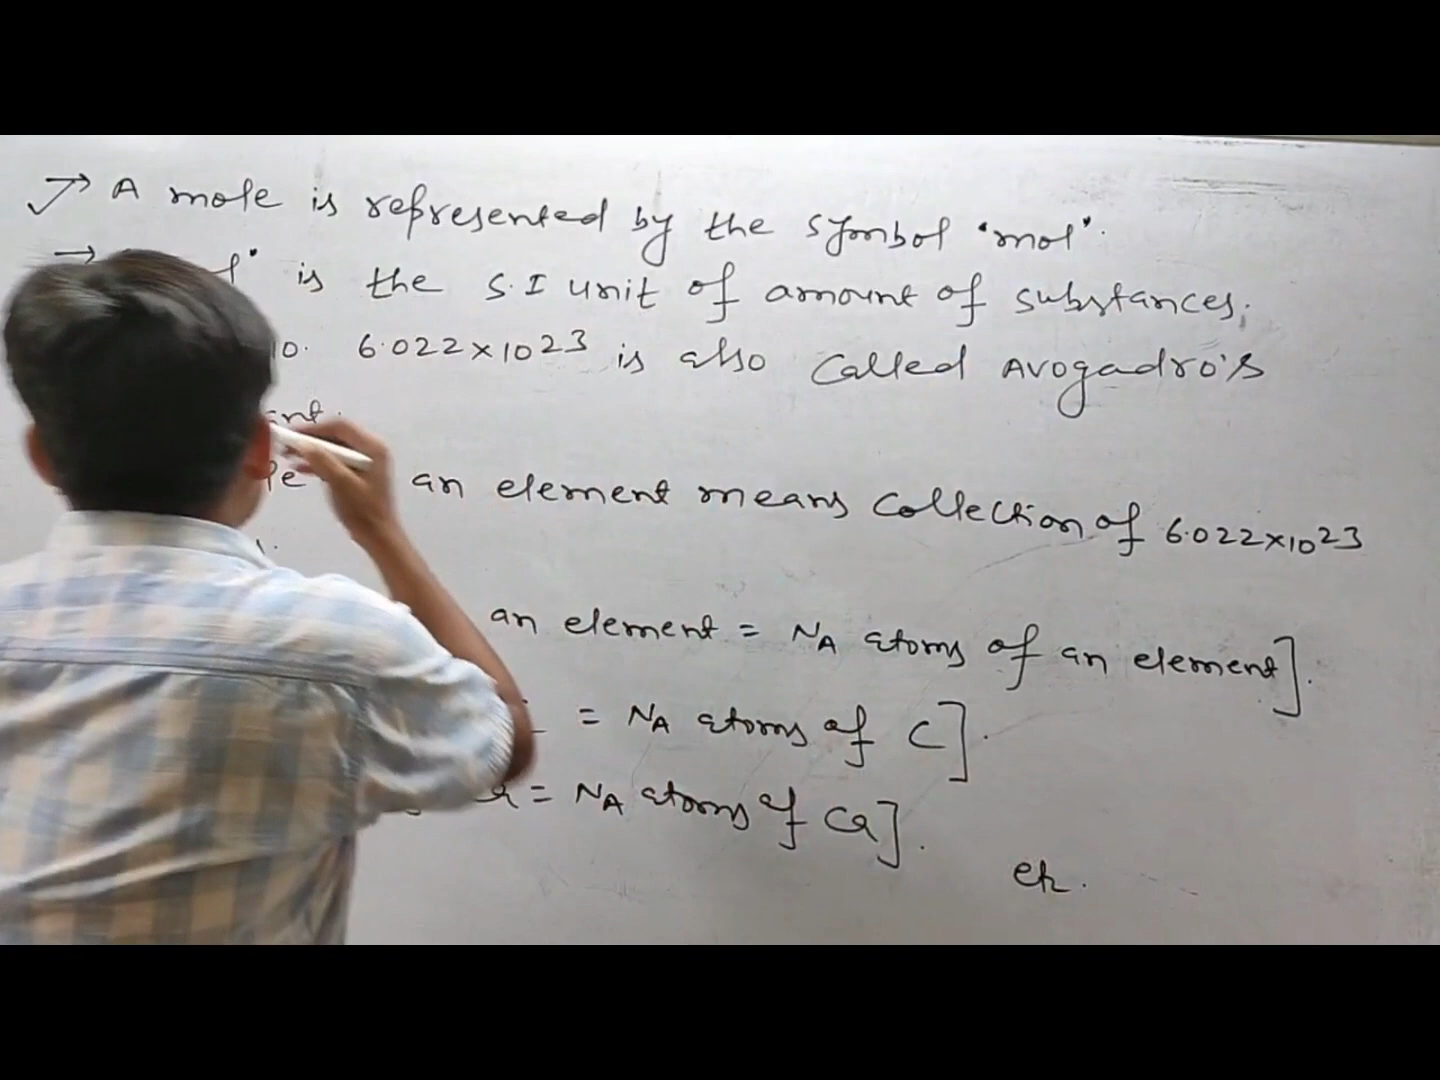 → A mole is represented by the symbol 'mol'.
→ is the S.I unit of amount of substances.
6.022×10²³ is also called Avogadro's
an element means collection of 6.022×10²³
an element = NA atoms of an element].
= NA atoms of C].
= NA atoms of Ca].
etc.